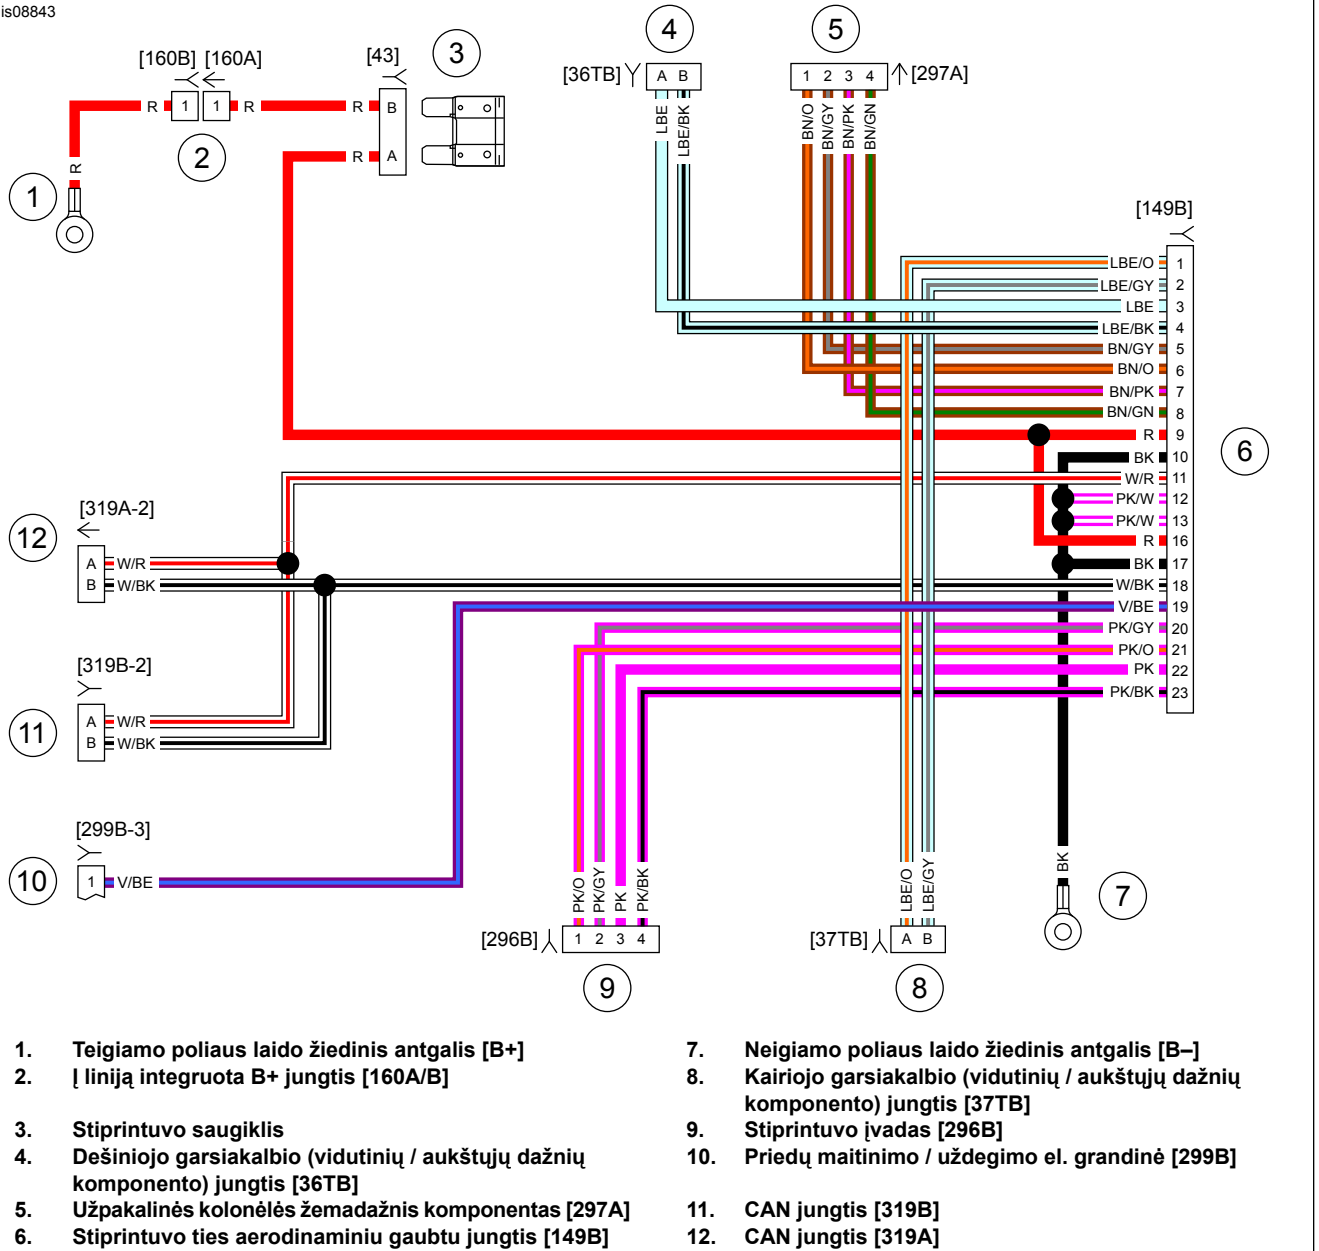 is08843
[160B] [160A]
[43]
3
4
5
[36TB]
A B
1 2 3 4
[297A]
R 1 1 R
R B
R A
2
1
R
LBE
LBE/BK
BN/O
BN/GY
BN/PK
BN/GN
[149B]
LBE/O 1
LBE/GY 2
LBE 3
LBE/BK 4
BN/GY 5
BN/O 6
BN/PK 7
BN/GN 8
R 9
BK 10
W/R 11
PK/W 12
PK/W 13
R 16
BK 17
W/BK 18
V/BE 19
PK/GY 20
PK/O 21
PK 22
PK/BK 23
6
[319A-2]
12
A W/R
B W/BK
[319B-2]
11
A W/R
B W/BK
[299B-3]
10
1 V/BE
PK/O
PK/GY
PK
PK/BK
LBE/O
LBE/GY
BK
7
[296B] 1 2 3 4
[37TB] A B
9
8
1. Teigiamo poliaus laido žiedinis antgalis [B+]
2. Į liniją integruota B+ jungtis [160A/B]
3. Stiprintuvo saugiklis
4. Dešiniojo garsiakalbio (vidutinių / aukštųjų dažnių
komponento) jungtis [36TB]
5. Užpakalinės kolonėlės žemadažnis komponentas [297A]
6. Stiprintuvo ties aerodinaminiu gaubtu jungtis [149B]
7. Neigiamo poliaus laido žiedinis antgalis [B–]
8. Kairiojo garsiakalbio (vidutinių / aukštųjų dažnių
komponento) jungtis [37TB]
9. Stiprintuvo įvadas [296B]
10. Priedų maitinimo / uždegimo el. grandinė [299B]
11. CAN jungtis [319B]
12. CAN jungtis [319A]